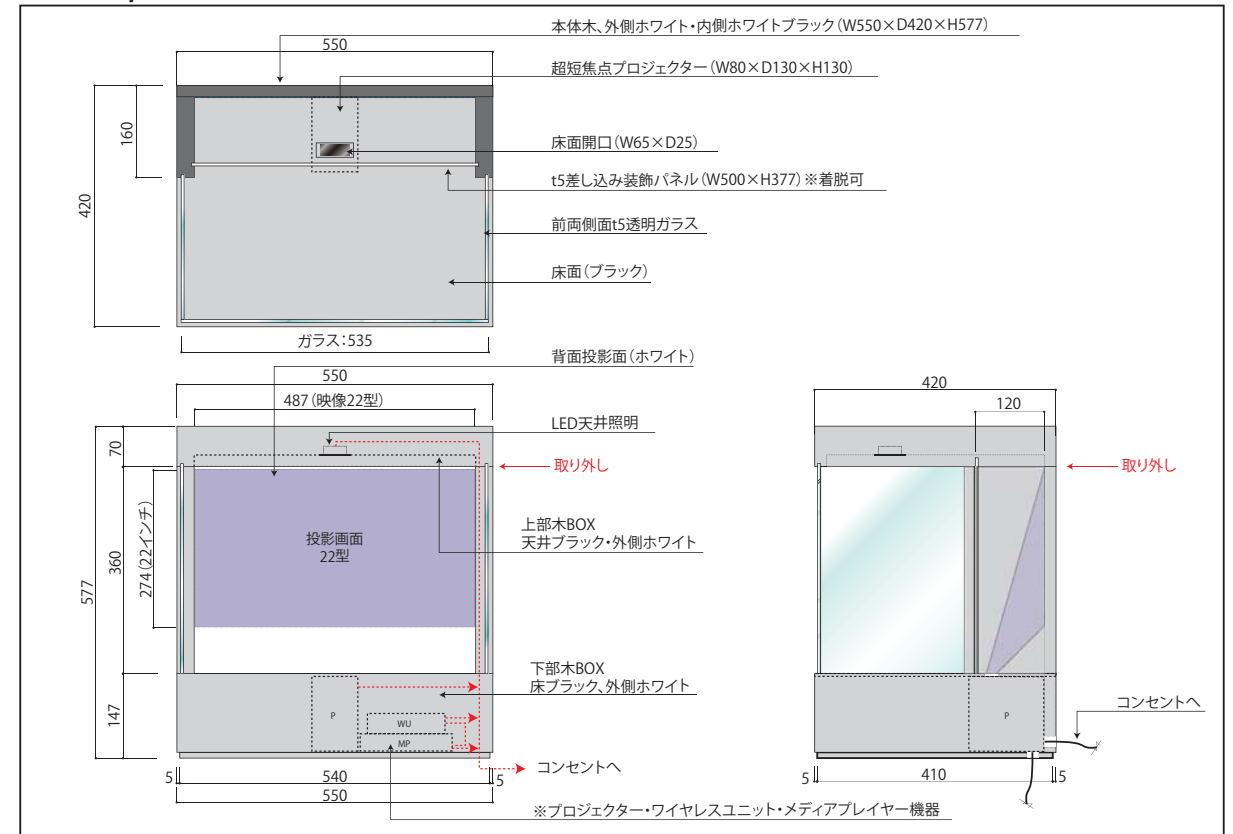 本体木、外側ホワイト・内側ホワイトブラック(W550×D420×H577)
550
超短焦点プロジェクター(W80×D130×H130)
420
160
床面開口(W65×D25)
t5差し込み装飾パネル(W500×H377)※着脱可
前両側面t5透明ガラス
床面(ブラック)
ガラス:535
背面投影面(ホワイト)
550
487(映像22型)
LED天井照明
70
取り外し
577
360
274(22インチ)
投影画面
22型
上部木BOX
天井ブラック・外側ホワイト
下部木BOX
床ブラック、外側ホワイト
147
P
WU
MP
コンセントへ
5
540
5
550
※プロジェクター・ワイヤレスユニット・メディアプレイヤー機器
420
120
取り外し
P
コンセントへ
5
410
5